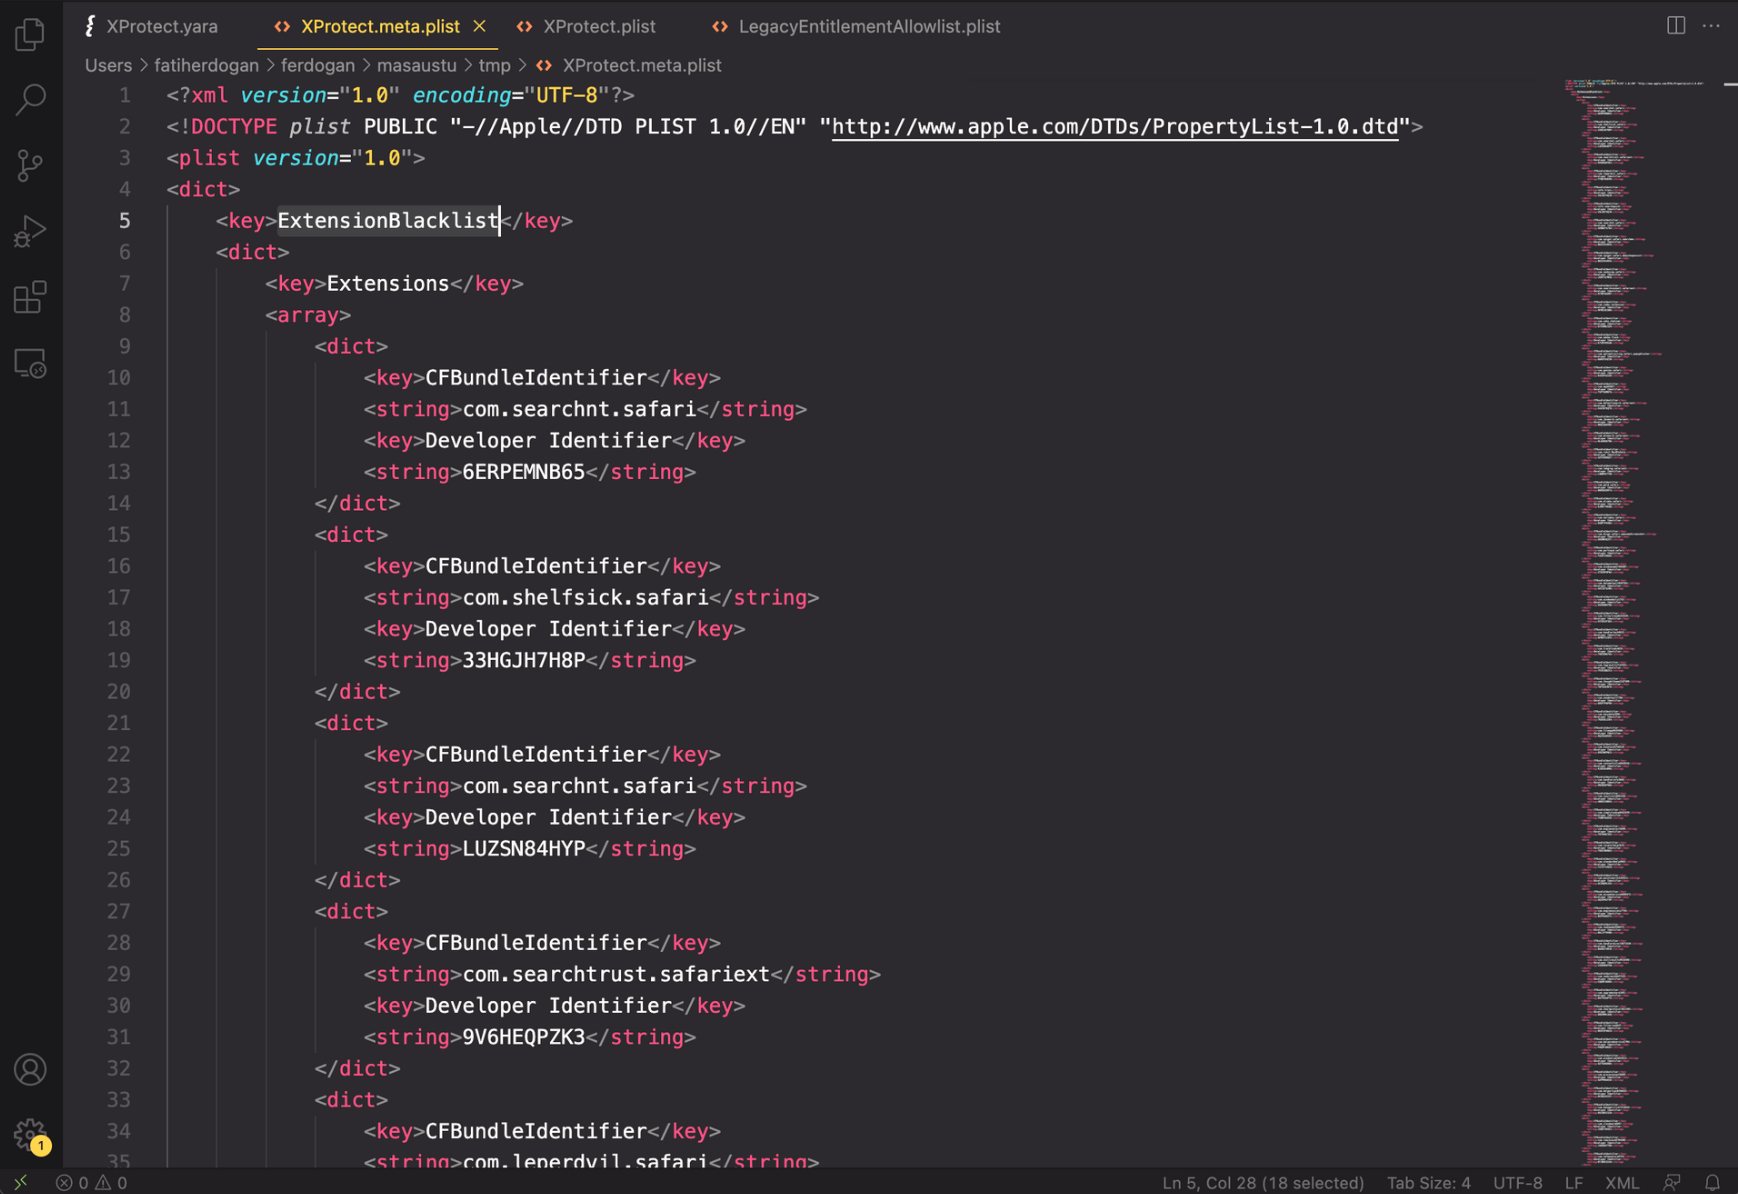 XProtect.yara
XProtect.meta.plist
XProtect.plist
LegacyEntitlementAllowlist.plist
Users > fatiherdogan > ferdogan > masaustu > tmp > XProtect.meta.plist
1 <?xml version="1.0" encoding="UTF-8"?>
2 <!DOCTYPE plist PUBLIC "-//Apple//DTD PLIST 1.0//EN" "http://www.apple.com/DTDs/PropertyList-1.0.dtd">
3 <plist version="1.0">
4 <dict>
5 <key>ExtensionBlacklist</key>
6 <dict>
7 <key>Extensions</key>
8 <array>
9 <dict>
10 <key>CFBundleIdentifier</key>
11 <string>com.searchnt.safari</string>
12 <key>Developer Identifier</key>
13 <string>6ERPEMNB65</string>
14 </dict>
15 <dict>
16 <key>CFBundleIdentifier</key>
17 <string>com.shelfsick.safari</string>
18 <key>Developer Identifier</key>
19 <string>33HGJH7H8P</string>
20 </dict>
21 <dict>
22 <key>CFBundleIdentifier</key>
23 <string>com.searchnt.safari</string>
24 <key>Developer Identifier</key>
25 <string>LUZSN84HYP</string>
26 </dict>
27 <dict>
28 <key>CFBundleIdentifier</key>
29 <string>com.searchtrust.safariext</string>
30 <key>Developer Identifier</key>
31 <string>9V6HEQPZK3</string>
32 </dict>
33 <dict>
34 <key>CFBundleIdentifier</key>
35 <string>com.leperdvil.safari</string>
1
0 0
Ln 5, Col 28 (18 selected)
Tab Size: 4
UTF-8
LF
XML